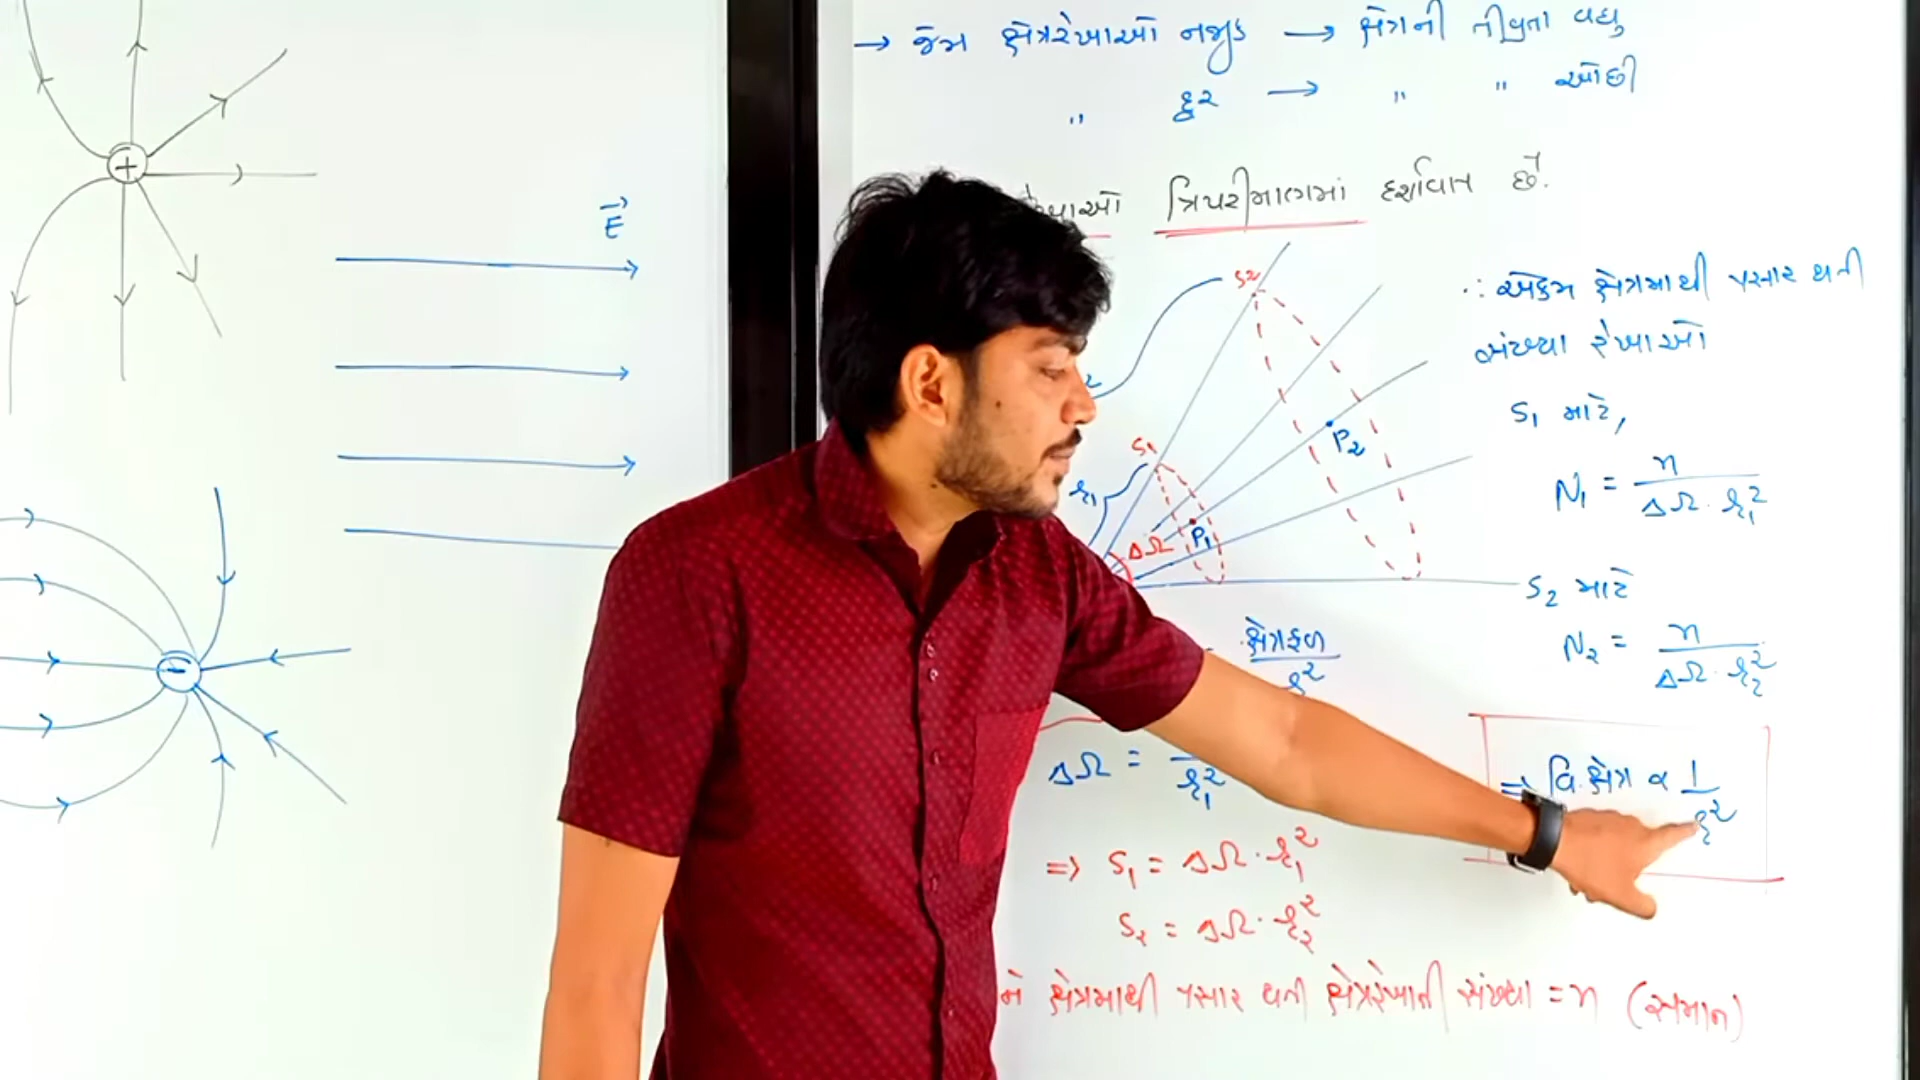 +
E⃗
-
→ જેમ ક્ષેત્રરેખાઓ નજીક → ક્ષેત્રની તીવ્રતા વધુ
" દૂર → " " ઓછી
ત્રિપરીમાણમાં દર્શાવાત છે.
S₂
S₁
r₁
ΔΩ
P₁
P₂
∴ એકમ ક્ષેત્રમાથી પસાર થતી
સંખ્યા રેખાઓ
S₁ માટે,
N₁ = n / ΔΩ · r₁²
S₂ માટે
N₂ = n / ΔΩ · r₂²
⇒ વિ.ક્ષેત્ર ∝ 1 / r²
ક્ષેત્રફળ / r²
ΔΩ = / r₁²
⇒ S₁ = ΔΩ · r₁²
S₂ = ΔΩ · r₂²
ક્ષેત્રમાથી પસાર થતી ક્ષેત્રરેખાની સંખ્યા = n (સમાન)